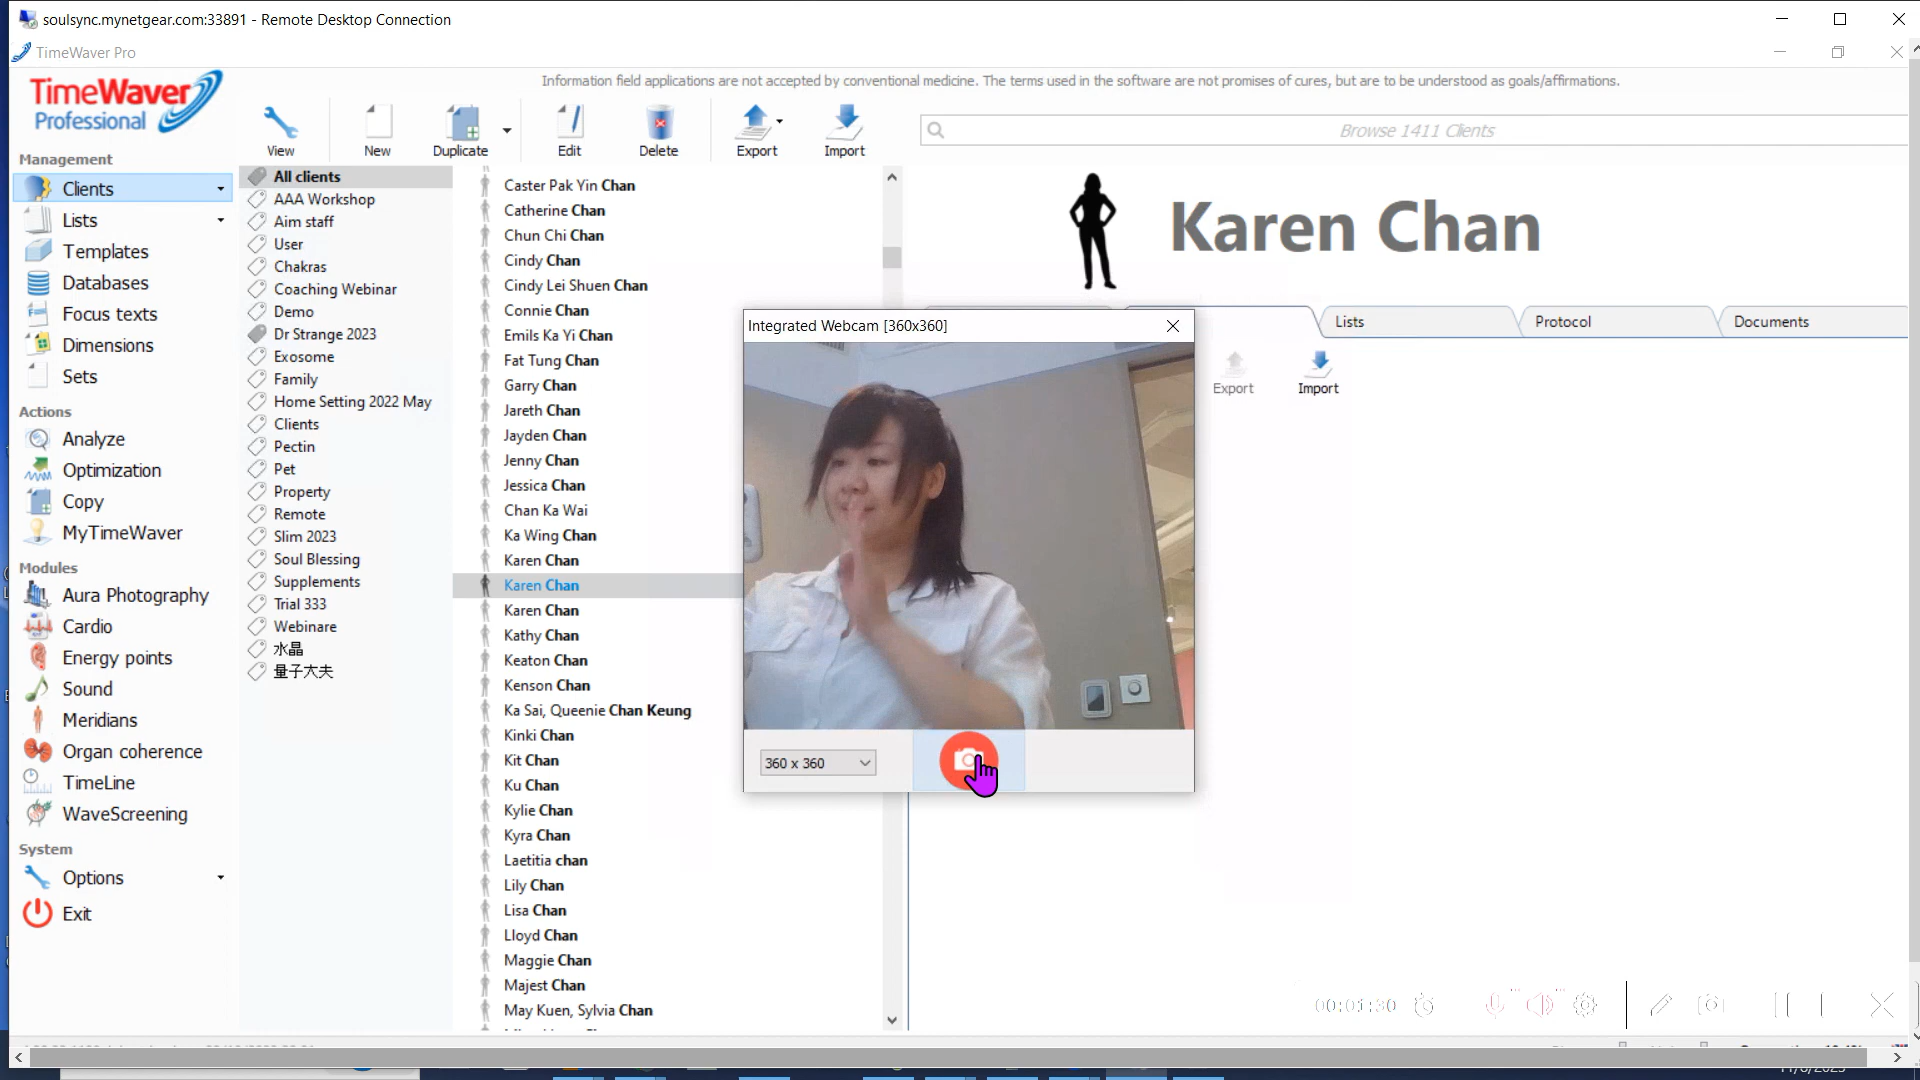 soulsync.mynetgear.com:33891 - Remote Desktop Connection
TimeWaver Pro
TimeWaver
Professional
Information field applications are not accepted by conventional medicine. The terms used in the software are not promises of cures, but are to be understood as goals/affirmations.
View
New
Duplicate
Edit
Delete
Export
Import
Browse 1411 Clients
Management
Clients
Lists
Templates
Databases
Focus texts
Dimensions
Sets
Actions
Analyze
Optimization
Copy
MyTimeWaver
Modules
Aura Photography
Cardio
Energy points
Sound
Meridians
Organ coherence
TimeLine
WaveScreening
System
Options
Exit
All clients
AAA Workshop
Aim staff
User
Chakras
Coaching Webinar
Demo
Dr Strange 2023
Exosome
Family
Home Setting 2022 May
Clients
Pectin
Pet
Property
Remote
Slim 2023
Soul Blessing
Supplements
Trial 333
Webinare
水晶
量子大夫
Caster Pak Yin Chan
Catherine Chan
Chun Chi Chan
Cindy Chan
Cindy Lei Shuen Chan
Connie Chan
Emils Ka Yi Chan
Fat Tung Chan
Garry Chan
Jareth Chan
Jayden Chan
Jenny Chan
Jessica Chan
Chan Ka Wai
Ka Wing Chan
Karen Chan
Karen Chan
Karen Chan
Kathy Chan
Keaton Chan
Kenson Chan
Ka Sai, Queenie Chan Keung
Kinki Chan
Kit Chan
Ku Chan
Kylie Chan
Kyra Chan
Laetitia chan
Lily Chan
Lisa Chan
Lloyd Chan
Maggie Chan
Majest Chan
May Kuen, Sylvia Chan
Karen Chan
Lists
Protocol
Documents
Export
Import
Integrated Webcam [360x360]
360 x 360
00:01:30